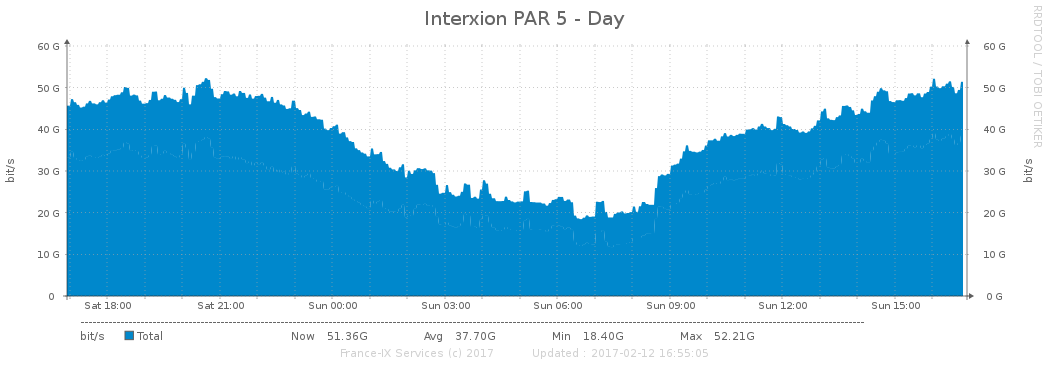 Interxion PAR 5 - Day
RRDTOOL / TOBI OETIKER
60 G 60 G
50 G 50 G
40 G 40 G
30 G 30 G
20 G 20 G
10 G 10 G
0 0 G
bit/s bit/s
Sat 18:00 Sat 21:00 Sun 00:00 Sun 03:00 Sun 06:00 Sun 09:00 Sun 12:00 Sun 15:00
bit/s Total Now 51.36G Avg 37.70G Min 18.40G Max 52.21G
France-IX Services (c) 2017 Updated : 2017-02-12 16:55:05